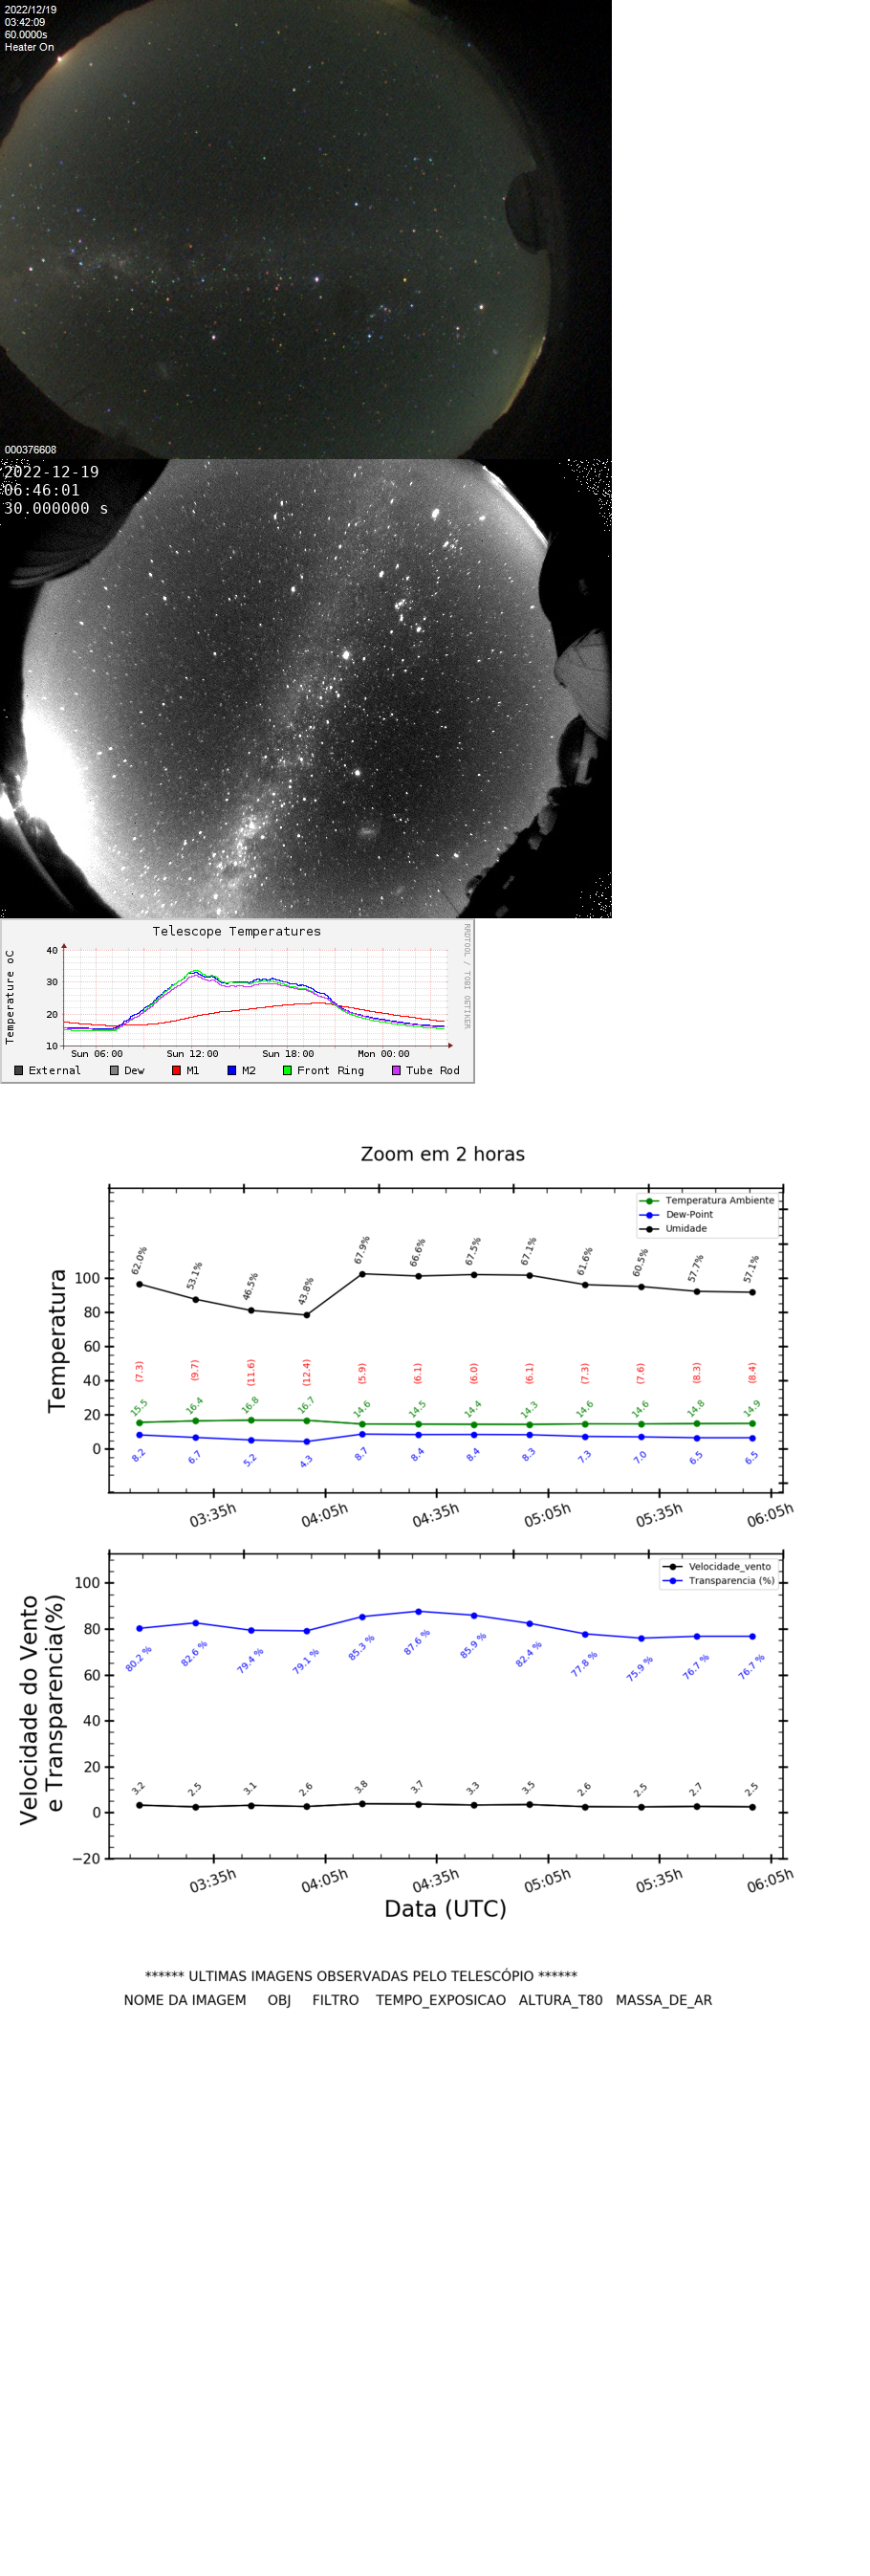 2022/12/19
03:42:09
60.0000s
Heater On
000376608
2022-12-19
06:46:01
30.000000 s
Telescope Temperatures
RRDTOOL / TOBI OETIKER
Temperature oC
40
30
20
10
Sun 06:00 Sun 12:00 Sun 18:00 Mon 00:00
External Dew M1 M2 Front Ring Tube Rod
Zoom em 2 horas
Temperatura Ambiente
Dew-Point
Umidade
Temperatura
100
80
60
40
20
0
62.0% 53.1% 46.5% 43.8% 67.9% 66.6% 67.5% 67.1% 61.6% 60.5% 57.7% 57.1%
(7.3) (9.7) (11.6) (12.4) (5.9) (6.1) (6.0) (6.1) (7.3) (7.6) (8.3) (8.4)
15.5 16.4 16.8 16.7 14.6 14.5 14.4 14.3 14.6 14.6 14.8 14.9
8.2 6.7 5.2 4.3 8.7 8.4 8.4 8.3 7.3 7.0 6.5 6.5
03:35h 04:05h 04:35h 05:05h 05:35h 06:05h
Velocidade_vento
Transparencia (%)
Velocidade do Vento
e Transparencia(%)
100
80
60
40
20
0
−20
80.2 % 82.6 % 79.4 % 79.1 % 85.3 % 87.6 % 85.9 % 82.4 % 77.8 % 75.9 % 76.7 % 76.7 %
3.2 2.5 3.1 2.6 3.8 3.7 3.3 3.5 2.6 2.5 2.7 2.5
03:35h 04:05h 04:35h 05:05h 05:35h 06:05h
Data (UTC)
****** ULTIMAS IMAGENS OBSERVADAS PELO TELESCÓPIO ******
NOME DA IMAGEM OBJ FILTRO TEMPO_EXPOSICAO ALTURA_T80 MASSA_DE_AR